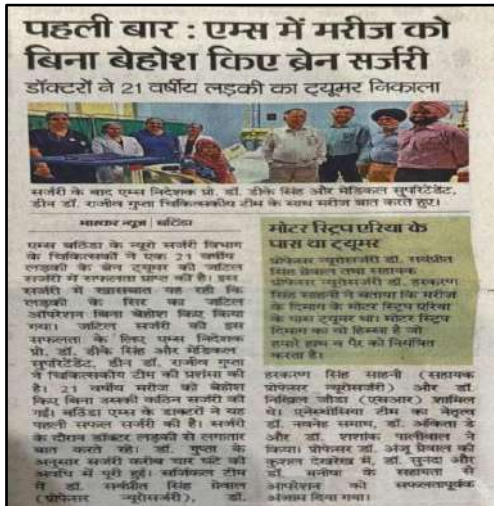 पहली बार : एम्स में मरीज को
बिना बेहोश किए ब्रेन सर्जरी
डॉक्टरों ने 21 वर्षीय लड़की का ट्यूमर निकाला
सर्जरी के बाद एम्स निदेशक प्रो. डॉ. डीके सिंह और मेडिकल सुपरिटेंडेंट,
डीन डॉ. राजीव गुप्ता चिकित्सकीय टीम के साथ मरीज बात करते हुए।
भास्कर न्यूज | बठिंडा
एम्स बठिंडा के न्यूरो सर्जरी विभाग
के चिकित्सकों ने एक 21 वर्षीय
लड़की के ब्रेन ट्यूमर की जटिल
सर्जरी में सफलता प्राप्त की है। इस
सर्जरी में खासबात यह रही कि
लड़की के सिर का जटिल
ऑपरेशन बिना बेहोश किए किया
गया। जटिल सर्जरी की इस
सफलता के लिए एम्स निदेशक
प्रो. डॉ. डीके सिंह और मेडिकल
सुपरिटेंडेंट, डीन डॉ. राजीव गुप्ता
ने चिकित्सकीय टीम की प्रशंसा की
है। 21 वर्षीय मरीज को बेहोश
किए बिना उसकी कठिन सर्जरी की
गई। बठिंडा एम्स के डाक्टरों ने यह
पहली सफल सर्जरी की है। सर्जरी
के दौरान डॉक्टर लड़की से लगातार
बात करते रहे। डॉ. गुप्ता के
अनुसार सर्जरी करीब चार घंटे की
अवधि में पूरी हुई। सर्जिकल टीम
में डॉ. सर्वप्रीत सिंह ग्रेवाल
(प्रोफेसर न्यूरोसर्जरी), डॉ.
मोटर स्ट्रिप एरिया के
पास था ट्यूमर
प्रोफेसर न्यूरोसर्जरी डॉ. सर्वप्रीत
सिंह ग्रेवाल तथा सहायक
प्रोफेसर न्यूरोसर्जरी डॉ. हरकरण
सिंह साहनी ने बताया कि मरीज
के दिमाग के मोटर स्ट्रिप एरिया
के पास ट्यूमर था। मोटर स्ट्रिप
दिमाग का वो हिस्सा है जो
हमारे हाथ व पैर को नियंत्रित
करता है।
हरकरण सिंह साहनी (सहायक
प्रोफेसर न्यूरोसर्जरी) और डॉ.
निखिल जौडा (एसआर) शामिल
थे। एनेस्थीसिया टीम का नेतृत्व
डॉ. नवनेह समाघ, डॉ. अंकिता डे
और डॉ. शशांक पालीवाल ने
किया। प्रोफेसर डॉ. अंजू ग्रेवाल की
कुशल देखरेख में, डॉ. सुनंदा और
डॉ. मनीषा के सहायता से
आपरेशन को सफलतापूर्वक
अंजाम दिया गया।